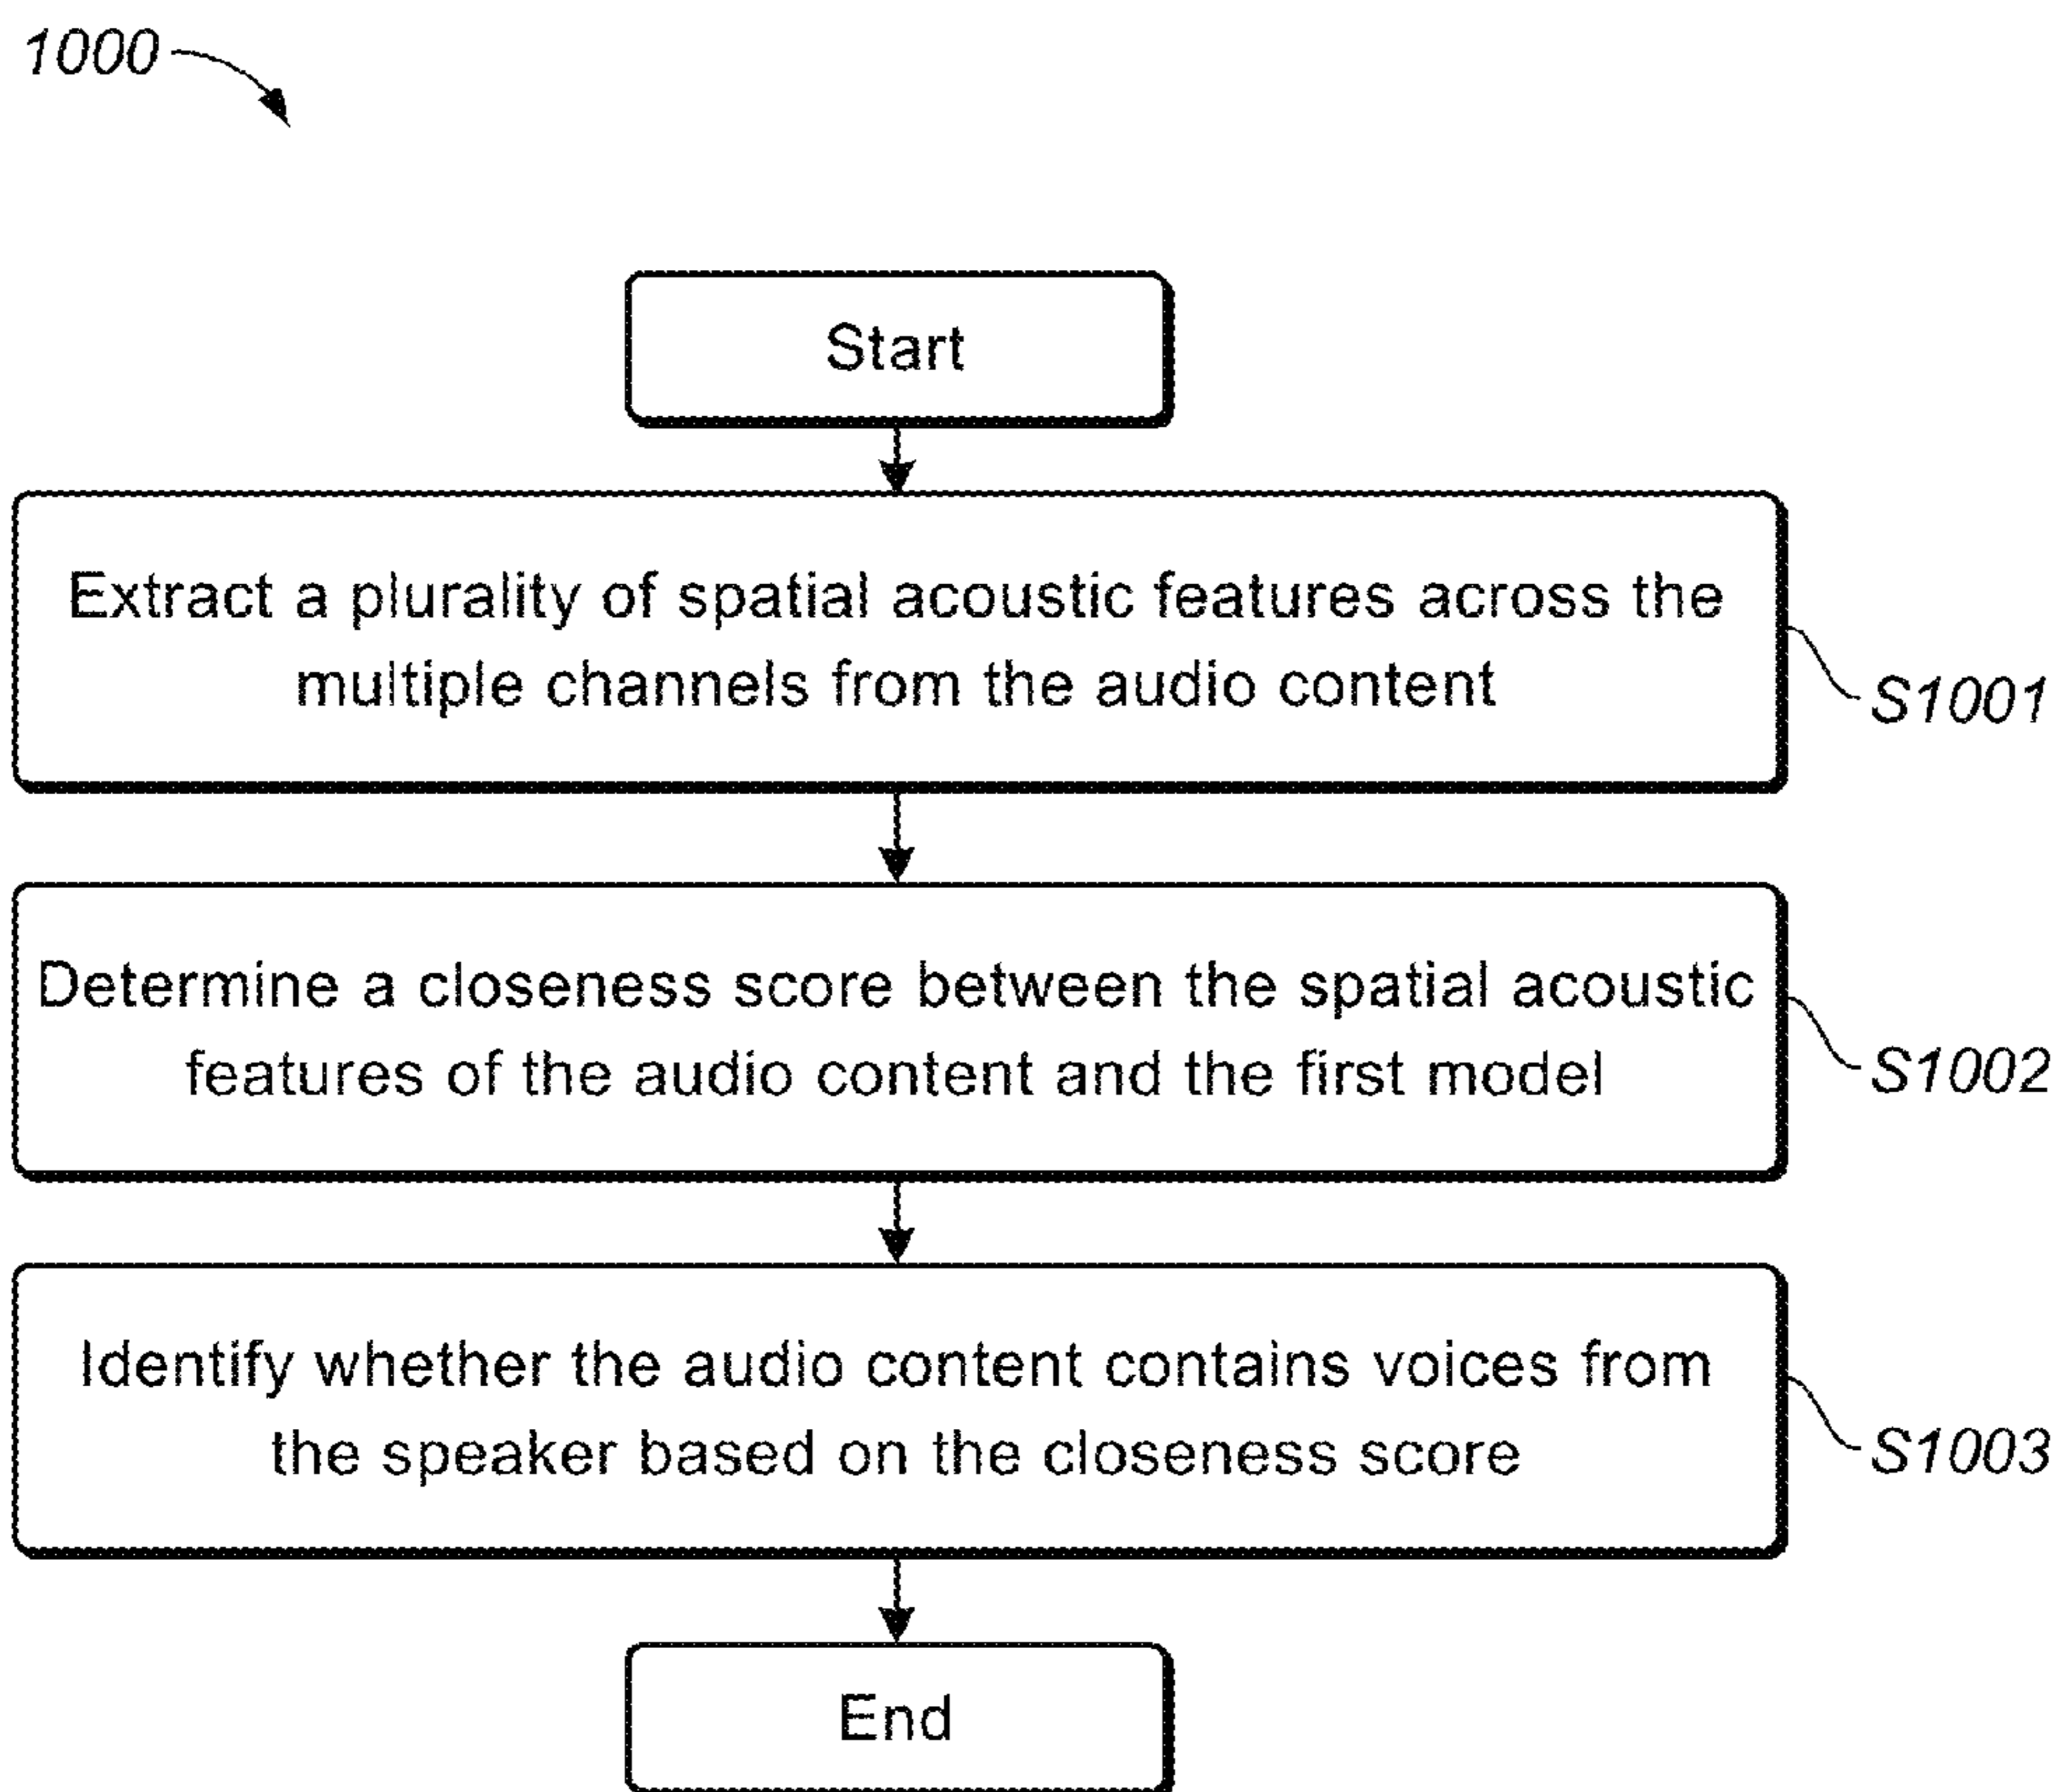 1000
Start
Extract a plurality of spatial acoustic features across the
multiple channels from the audio content
S1001
Determine a closeness score between the spatial acoustic
features of the audio content and the first model
S1002
Identify whether the audio content contains voices from
the speaker based on the closeness score
S1003
End